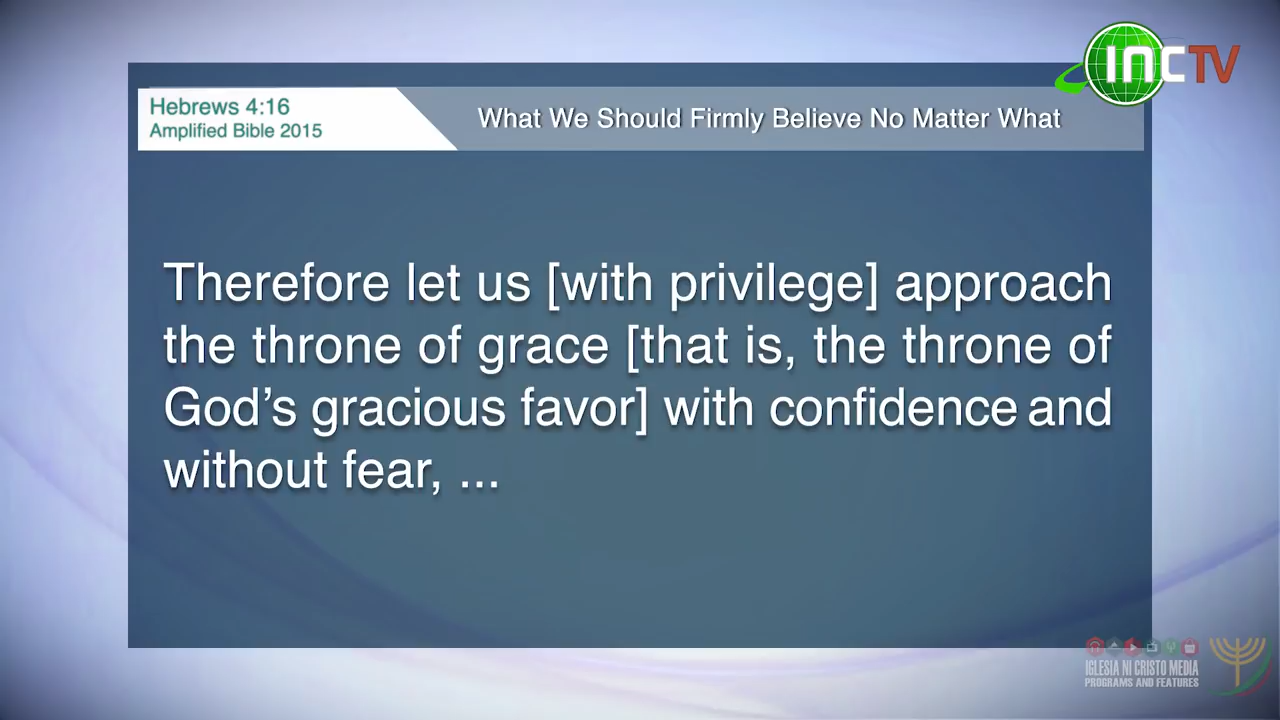 INCTV
Hebrews 4:16
Amplified Bible 2015
What We Should Firmly Believe No Matter What
Therefore let us [with privilege] approach
the throne of grace [that is, the throne of
God’s gracious favor] with confidence and
without fear, ...
IGLESIA NI CRISTO MEDIA
PROGRAMS AND FEATURES